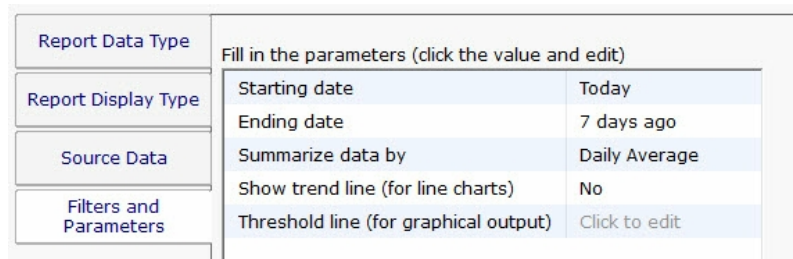 Report Data Type
Report Display Type
Source Data
Filters and
Parameters
Fill in the parameters (click the value and edit)
Starting date Today
Ending date 7 days ago
Summarize data by Daily Average
Show trend line (for line charts) No
Threshold line (for graphical output) Click to edit